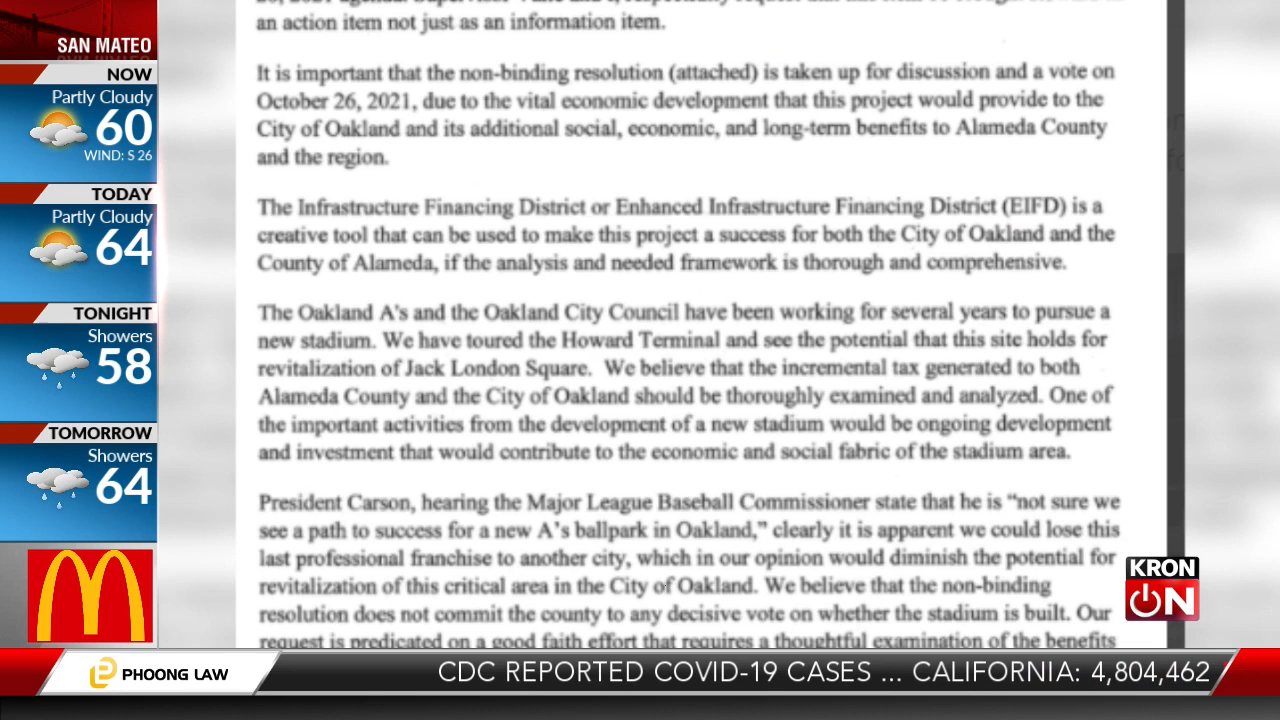 SAN MATEO
NOW
Partly Cloudy
60
WIND: S 26
TODAY
Partly Cloudy
64
TONIGHT
Showers
58
TOMORROW
Showers
64
an action item not just as an information item.
It is important that the non-binding resolution (attached) is taken up for discussion and a vote on
October 26, 2021, due to the vital economic development that this project would provide to the
City of Oakland and its additional social, economic, and long-term benefits to Alameda County
and the region.
The Infrastructure Financing District or Enhanced Infrastructure Financing District (EIFD) is a
creative tool that can be used to make this project a success for both the City of Oakland and the
County of Alameda, if the analysis and needed framework is thorough and comprehensive.
The Oakland A's and the Oakland City Council have been working for several years to pursue a
new stadium. We have toured the Howard Terminal and see the potential that this site holds for
revitalization of Jack London Square. We believe that the incremental tax generated to both
Alameda County and the City of Oakland should be thoroughly examined and analyzed. One of
the important activities from the development of a new stadium would be ongoing development
and investment that would contribute to the economic and social fabric of the stadium area.
President Carson, hearing the Major League Baseball Commissioner state that he is “not sure we
see a path to success for a new A’s ballpark in Oakland,” clearly it is apparent we could lose this
last professional franchise to another city, which in our opinion would diminish the potential for
revitalization of this critical area in the City of Oakland. We believe that the non-binding
resolution does not commit the county to any decisive vote on whether the stadium is built. Our
request is predicated on a good faith effort that requires a thoughtful examination of the benefits
KRON
ON
PHOONG LAW
CDC REPORTED COVID-19 CASES ... CALIFORNIA: 4,804,462